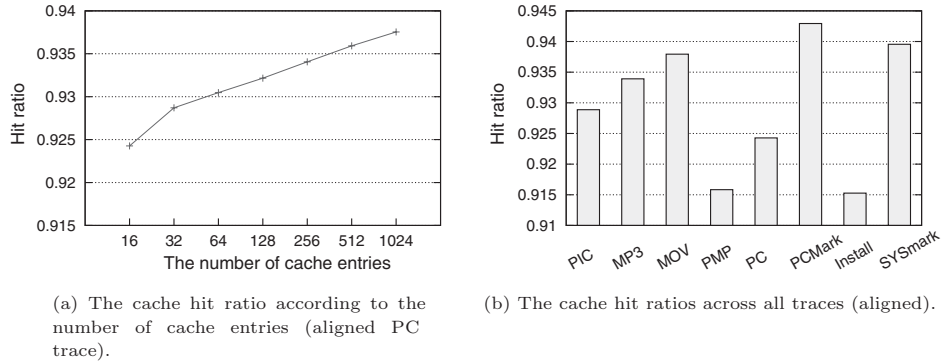 0.94
0.935
0.93
0.925
0.92
0.915
Hit ratio
16 32 64 128 256 512 1024
The number of cache entries
(a) The cache hit ratio according to the
number of cache entries (aligned PC
trace).
0.945
0.94
0.935
0.93
0.925
0.92
0.915
0.91
Hit ratio
PIC MP3 MOV PMP PC PCMark Install SYSmark
(b) The cache hit ratios across all traces (aligned).